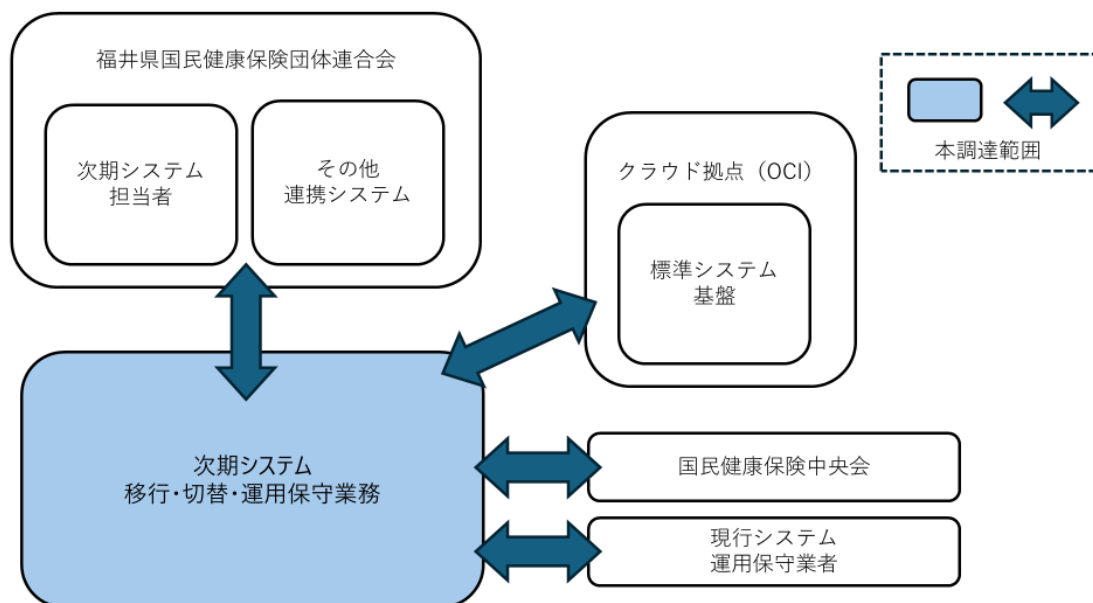 福井県国民健康保険団体連合会
次期システム
担当者
その他
連携システム
クラウド拠点（OCI）
標準システム
基盤
本調達範囲
次期システム
移行・切替・運用保守業務
国民健康保険中央会
現行システム
運用保守業者